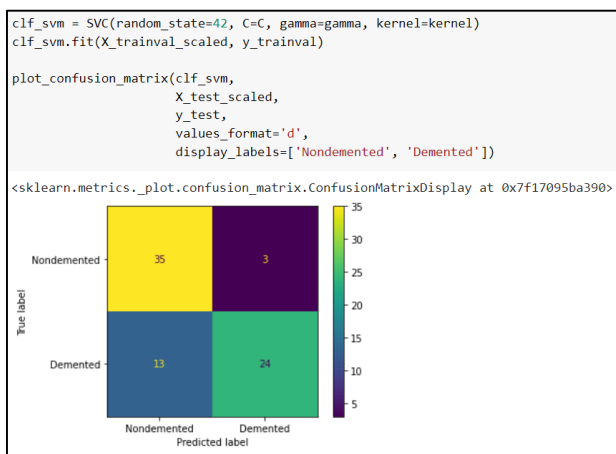 clf_svm = SVC(random_state=42, C=C, gamma=gamma, kernel=kernel)
clf_svm.fit(X_trainval_scaled, y_trainval)
plot_confusion_matrix(clf_svm,
X_test_scaled,
y_test,
values_format='d',
display_labels=['Nondemented', 'Demented'])
<sklearn.metrics._plot.confusion_matrix.ConfusionMatrixDisplay at 0x7f17095ba390>
35
30
25
20
15
10
5
True label
Nondemented
35 3
Demented
13 24
Nondemented Demented
Predicted label